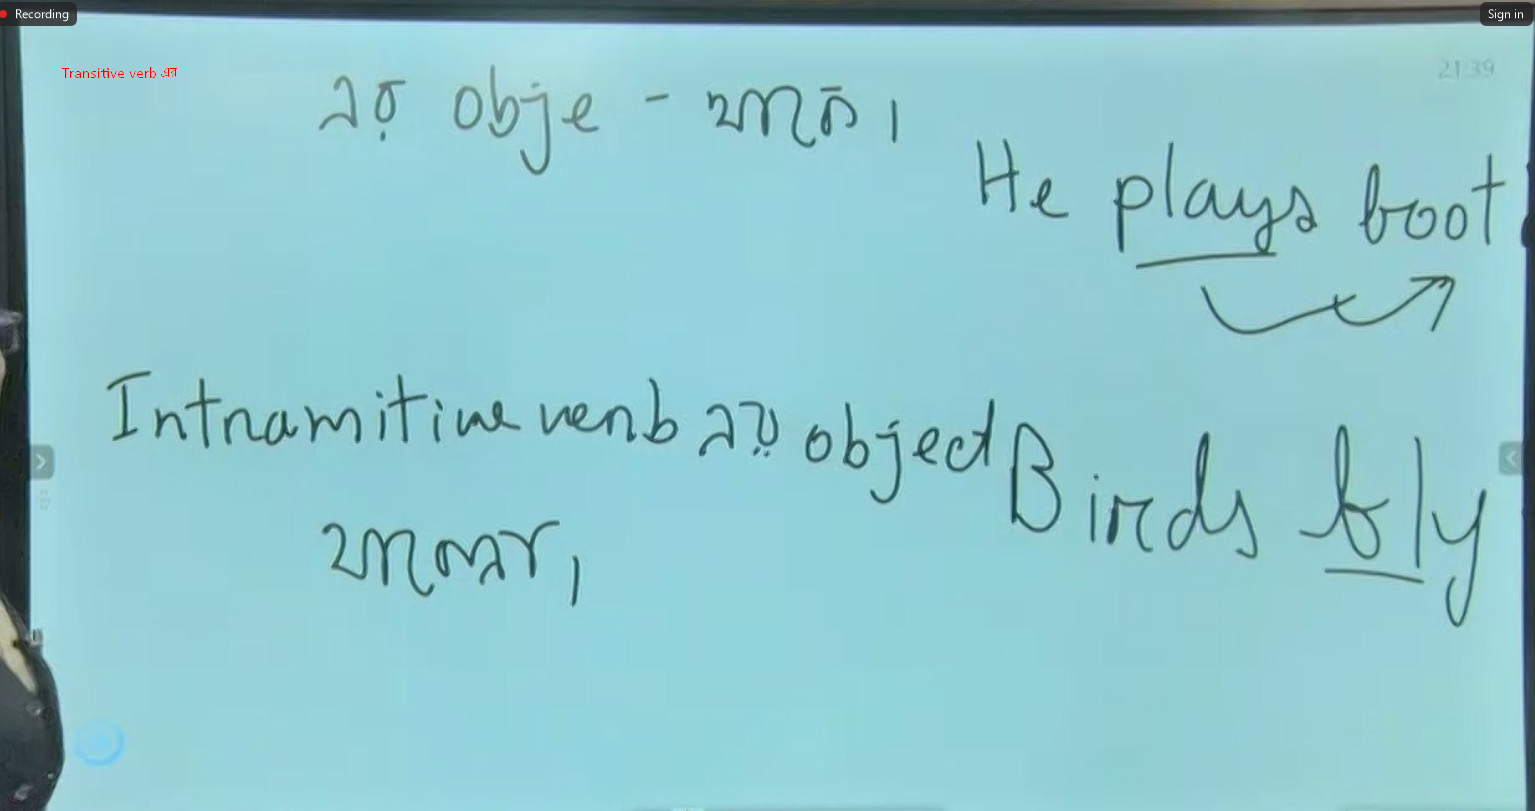 Recording
Sign in
Transitive verb এর
21:39
এর obje - থাকে।
He plays boot
Intransitive verb এর object
থাকেনা।
Birds fly